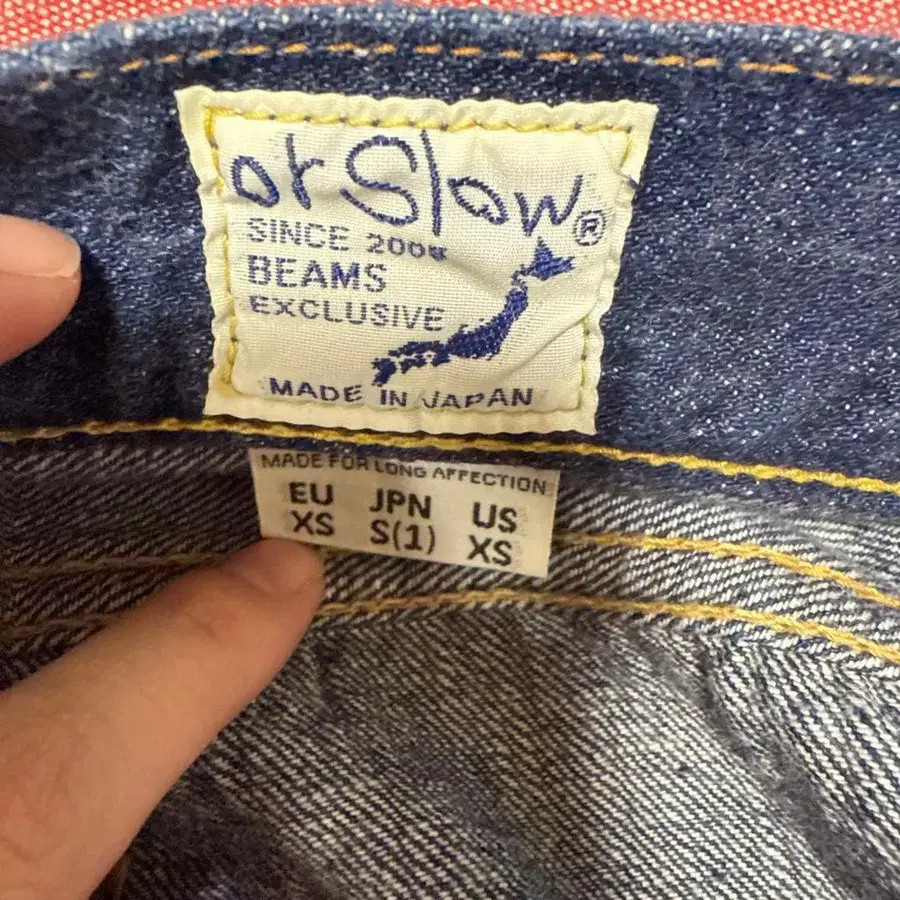 orSlow®
SINCE 2005
BEAMS
EXCLUSIVE
MADE IN JAPAN
MADE FOR LONG AFFECTION
EU JPN US
XS S(1) XS